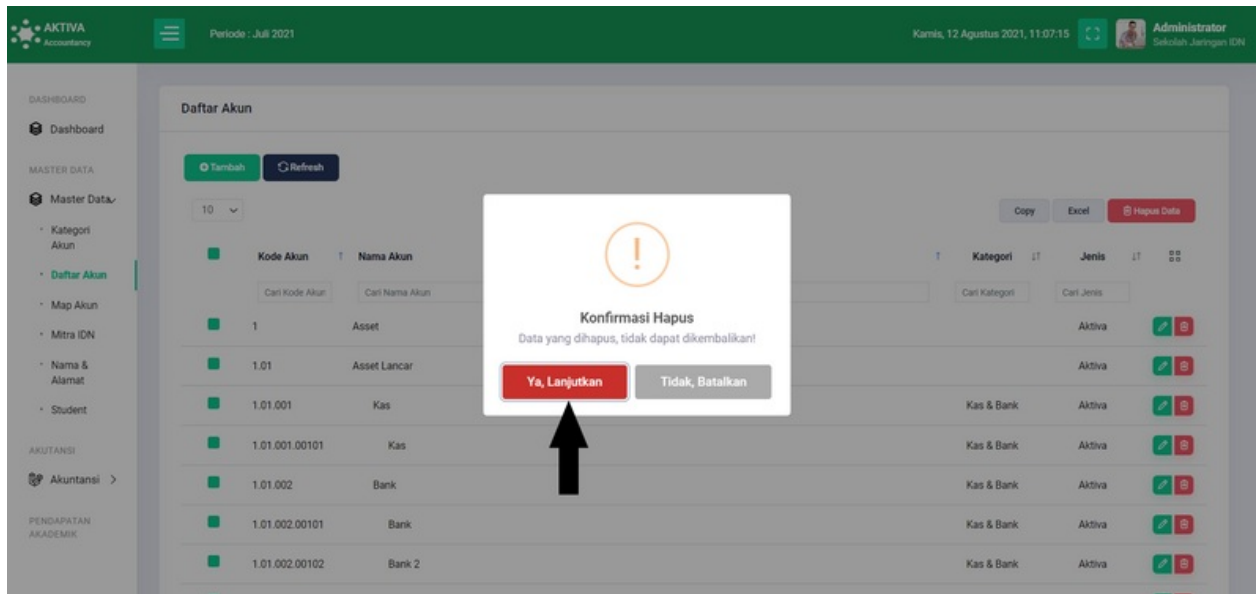 AKTIVA
Accountancy
Periode : Juli 2021
Kamis, 12 Agustus 2021, 11:07:15
Administrator
Sekolah Jaringan IDN
DASHBOARD
Dashboard
MASTER DATA
Master Data
Kategori
Akun
Daftar Akun
Map Akun
Mitra IDN
Nama &
Alamat
Student
AKUTANSI
Akuntansi >
PENDAPATAN
AKADEMIK
Daftar Akun
Tambah Refresh
10
Copy Excel Hapus Data
Kode Akun Nama Akun Kategori Jenis
Cari Kode Akun Cari Nama Akun Cari Kategori Cari Jenis
1 Asset Aktiva
1.01 Asset Lancar Aktiva
1.01.001 Kas Kas & Bank Aktiva
1.01.001.00101 Kas Kas & Bank Aktiva
1.01.002 Bank Kas & Bank Aktiva
1.01.002.00101 Bank Kas & Bank Aktiva
1.01.002.00102 Bank 2 Kas & Bank Aktiva
!
Konfirmasi Hapus
Data yang dihapus, tidak dapat dikembalikan!
Ya, Lanjutkan Tidak, Batalkan